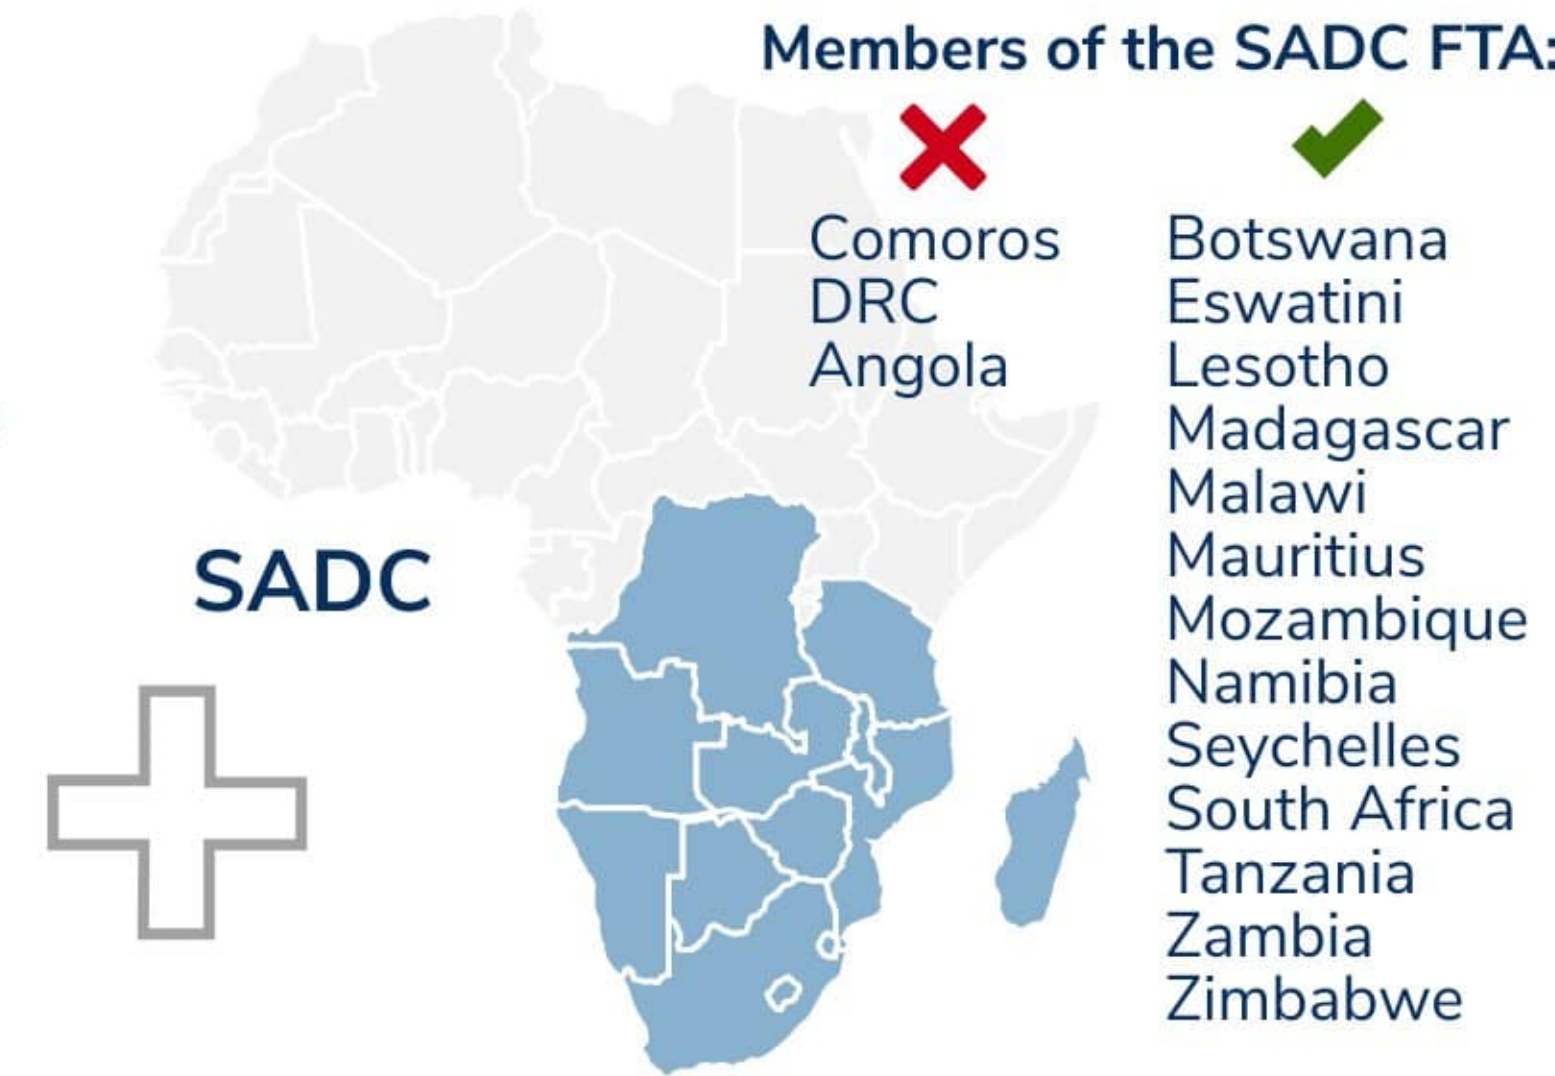 Members of the SADC FTA:
Comoros
DRC
Angola
Botswana
Eswatini
Lesotho
Madagascar
Malawi
Mauritius
Mozambique
Namibia
Seychelles
South Africa
Tanzania
Zambia
Zimbabwe
SADC